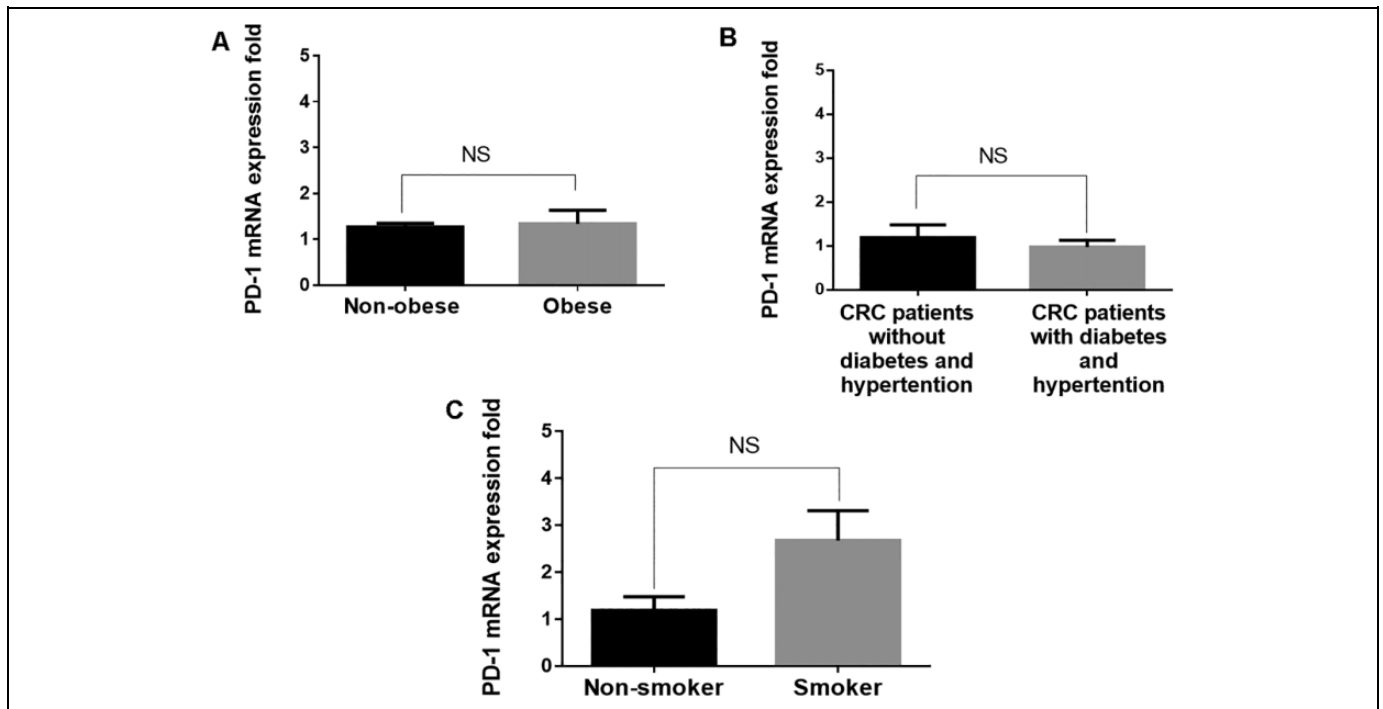 A
PD-1 mRNA expression fold
5
4
3
2
1
0
NS
Non-obese
Obese
B
PD-1 mRNA expression fold
5
4
3
2
1
0
NS
CRC patients
without
diabetes and
hypertention
CRC patients
with diabetes
and
hypertention
C
PD-1 mRNA expression fold
5
4
3
2
1
0
NS
Non-smoker
Smoker